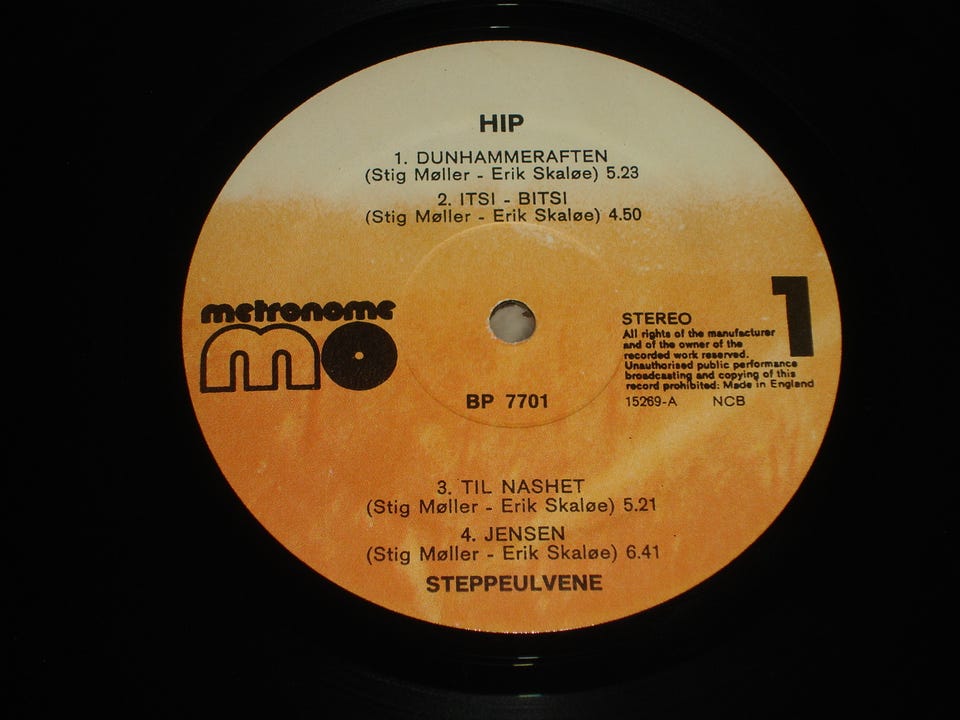 HIP
1. DUNHAMMERAFTEN
(Stig Møller - Erik Skaløe) 5.23
2. ITSI - BITSI
(Stig Møller - Erik Skaløe) 4.50
metronome
mo
1
STEREO
All rights of the manufacturer
and of the owner of the
recorded work reserved.
Unauthorised public performance
broadcasting and copying of this
record prohibited: Made in England
15269-A NCB
BP 7701
3. TIL NASHET
(Stig Møller - Erik Skaløe) 5.21
4. JENSEN
(Stig Møller - Erik Skaløe) 6.41
STEPPEULVENE